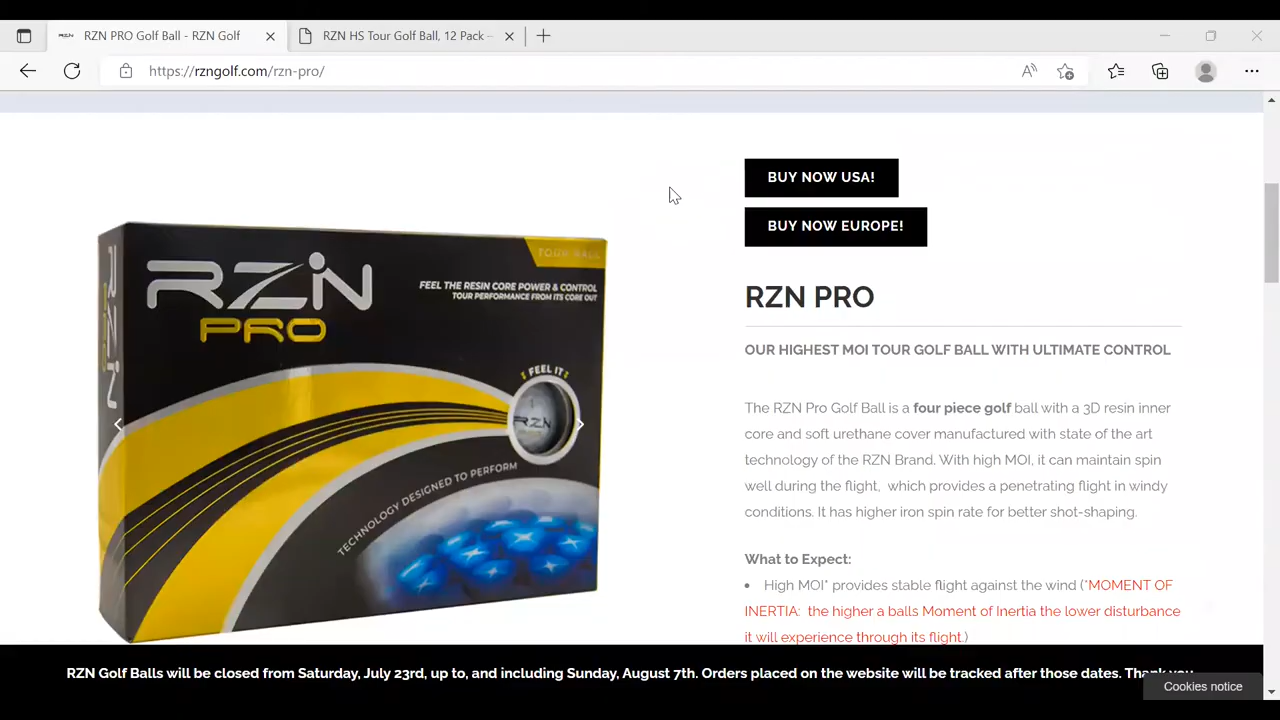 RZN PRO Golf Ball - RZN Golf
RZN HS Tour Golf Ball, 12 Pack –
https://rzngolf.com/rzn-pro/
BUY NOW USA!
BUY NOW EUROPE!
RZN PRO
OUR HIGHEST MOI TOUR GOLF BALL WITH ULTIMATE CONTROL
The RZN Pro Golf Ball is a four piece golf ball with a 3D resin inner
core and soft urethane cover manufactured with state of the art
technology of the RZN Brand. With high MOI, it can maintain spin
well during the flight, which provides a penetrating flight in windy
conditions. It has higher iron spin rate for better shot-shaping.
What to Expect:
• High MOI* provides stable flight against the wind (*MOMENT OF
INERTIA: the higher a balls Moment of Inertia the lower disturbance
it will experience through its flight.)
TOUR BALL
RZN
PRO
FEEL THE RESIN CORE POWER & CONTROL
TOUR PERFORMANCE FROM ITS CORE OUT
RZN
PRO
FEEL IT
RZN
TECHNOLOGY DESIGNED TO PERFORM
RZN Golf Balls will be closed from Saturday, July 23rd, up to, and including Sunday, August 7th. Orders placed on the website will be tracked after those dates. Thank you
Cookies notice